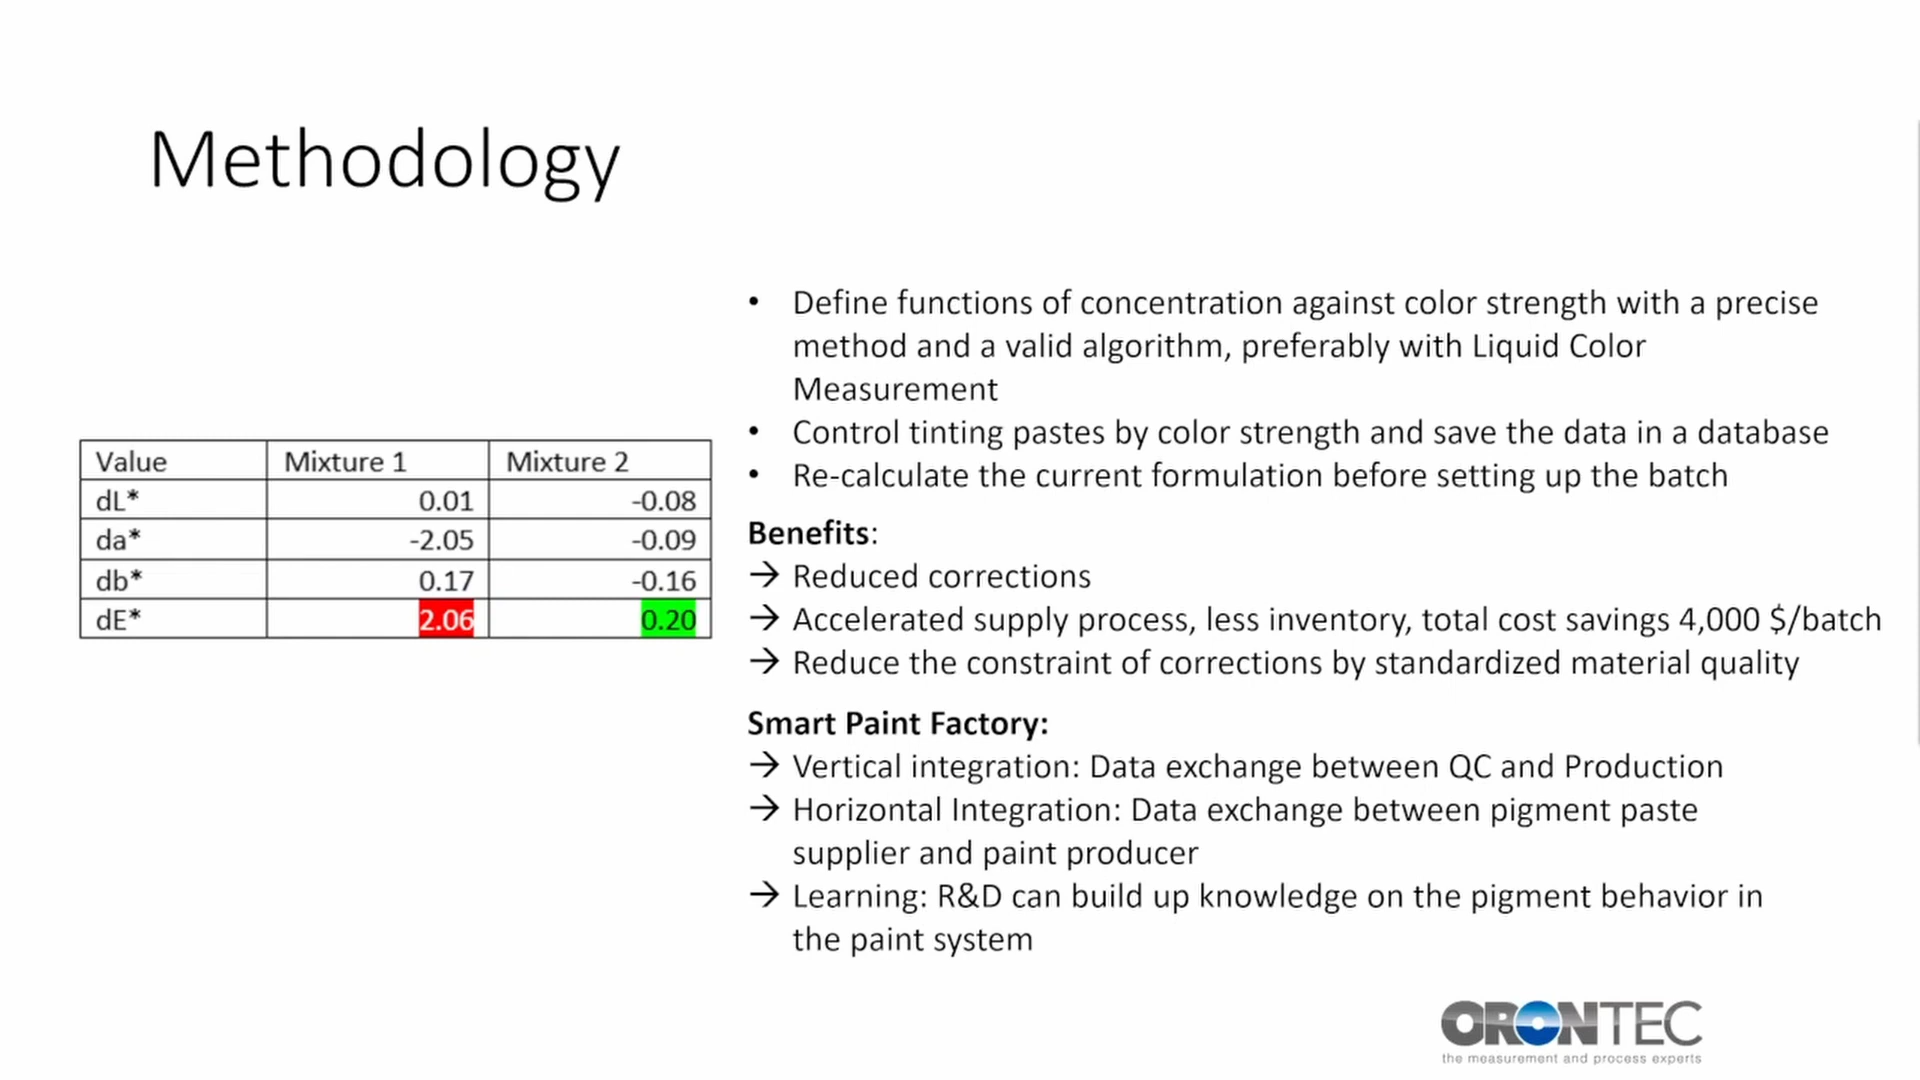 Methodology
Value Mixture 1 Mixture 2
dL* 0.01 -0.08
da* -2.05 -0.09
db* 0.17 -0.16
dE* 2.06 0.20
• Define functions of concentration against color strength with a precise
method and a valid algorithm, preferably with Liquid Color
Measurement
• Control tinting pastes by color strength and save the data in a database
• Re-calculate the current formulation before setting up the batch
Benefits:
→ Reduced corrections
→ Accelerated supply process, less inventory, total cost savings 4,000 $/batch
→ Reduce the constraint of corrections by standardized material quality
Smart Paint Factory:
→ Vertical integration: Data exchange between QC and Production
→ Horizontal Integration: Data exchange between pigment paste
supplier and paint producer
→ Learning: R&D can build up knowledge on the pigment behavior in
the paint system
ORONTEC
the measurement and process experts